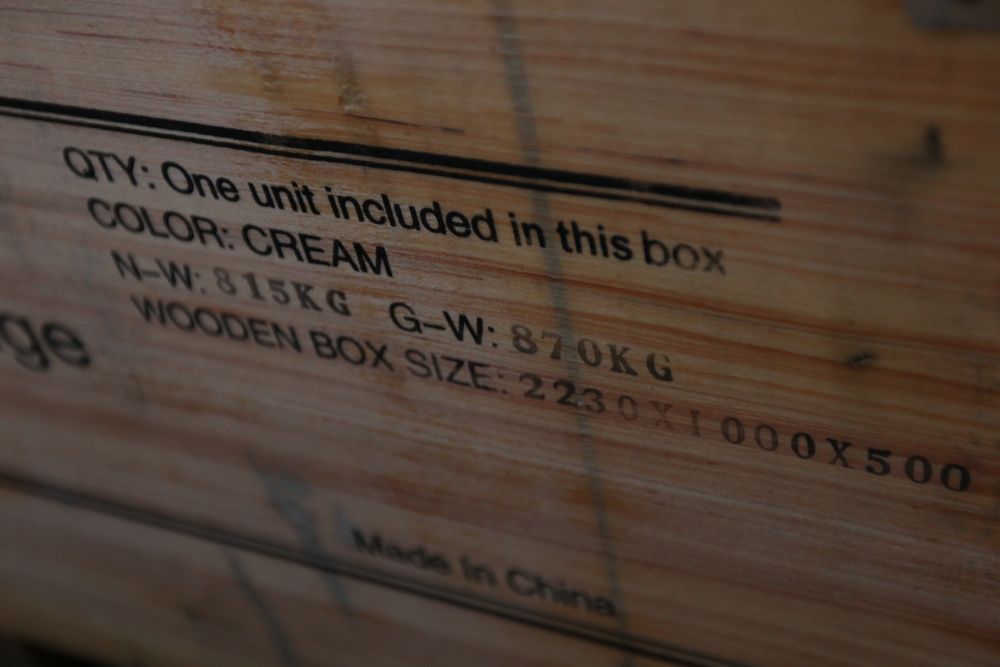 QTY: One unit included in this box
COLOR: CREAM
N-W: 815KG G-W: 870KG
WOODEN BOX SIZE: 2230X1000X500
Made in China